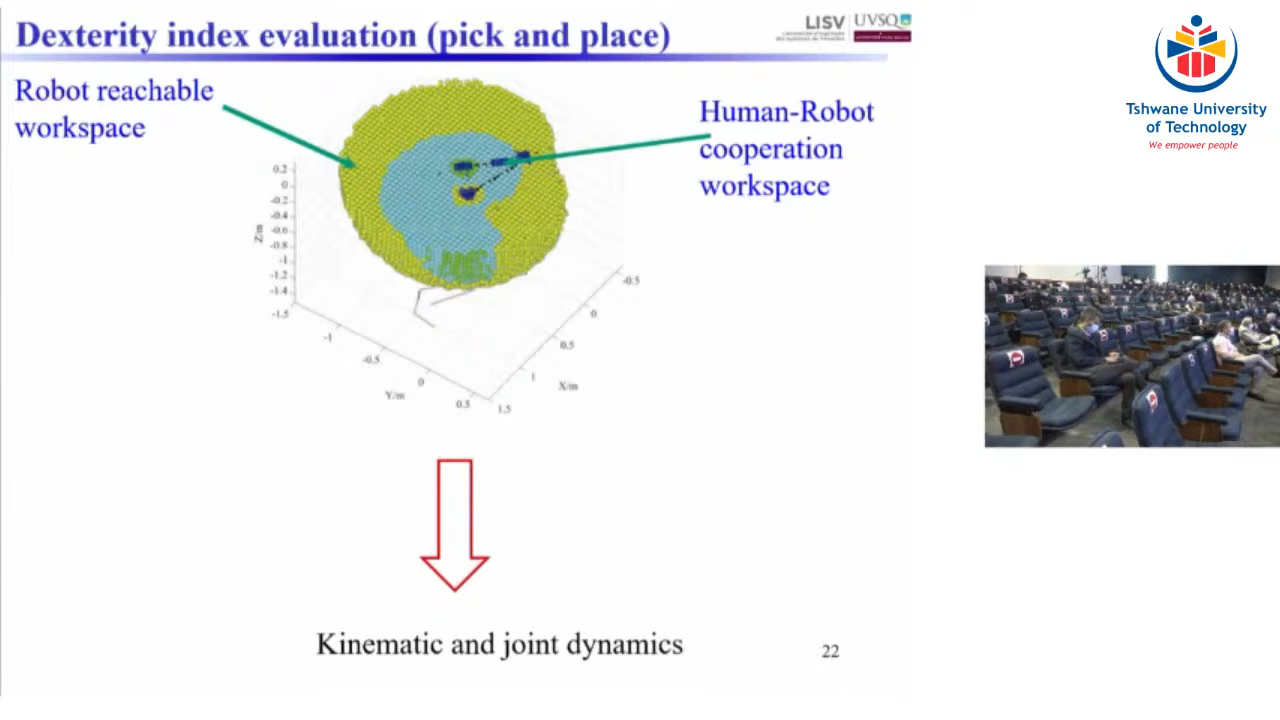 Dexterity index evaluation (pick and place)
LISV
UVSQ
Tshwane University
of Technology
We empower people
Robot reachable
workspace
Human-Robot
cooperation
workspace
0.2
0
-0.2
-0.4
-0.6
-0.8
-1
-1.2
-1.4
Z/m
-1.5
-1
-0.5
0
0.5
Y/m
-0.5
0
0.5
1
1.5
X/m
Kinematic and joint dynamics
22